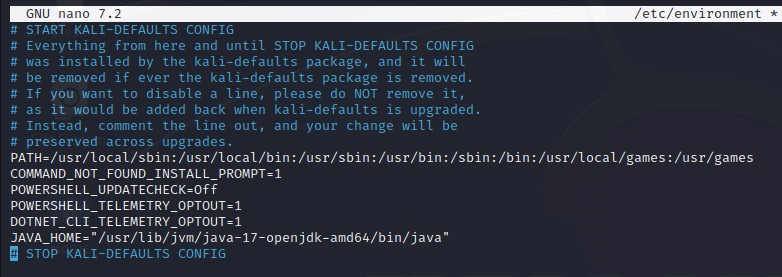 GNU nano 7.2 /etc/environment *
# START KALI-DEFAULTS CONFIG
# Everything from here and until STOP KALI-DEFAULTS CONFIG
# was installed by the kali-defaults package, and it will
# be removed if ever the kali-defaults package is removed.
# If you want to disable a line, please do NOT remove it,
# as it would be added back when kali-defaults is upgraded.
# Instead, comment the line out, and your change will be
# preserved across upgrades.
PATH=/usr/local/sbin:/usr/local/bin:/usr/sbin:/usr/bin:/sbin:/bin:/usr/local/games:/usr/games
COMMAND_NOT_FOUND_INSTALL_PROMPT=1
POWERSHELL_UPDATECHECK=Off
POWERSHELL_TELEMETRY_OPTOUT=1
DOTNET_CLI_TELEMETRY_OPTOUT=1
JAVA_HOME="/usr/lib/jvm/java-17-openjdk-amd64/bin/java"
# STOP KALI-DEFAULTS CONFIG